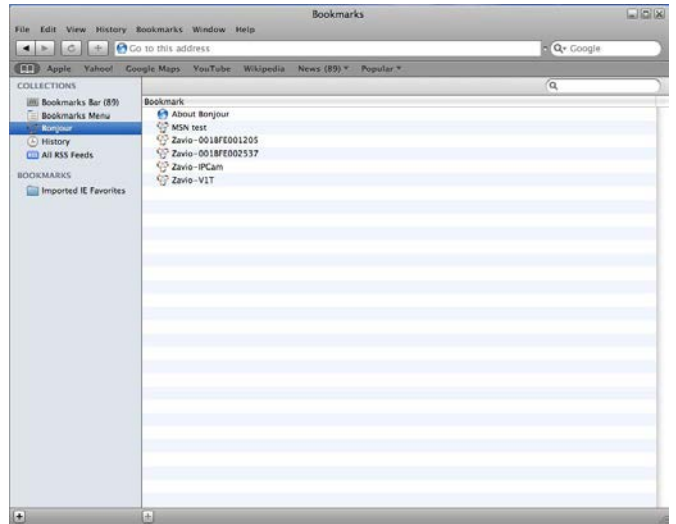 Bookmarks
File Edit View History Bookmarks Window Help
Go to this address
Google
Apple Yahoo! Google Maps YouTube Wikipedia News (89) Popular
COLLECTIONS
Bookmarks Bar (89)
Bookmark
Bookmarks Menu
About Bonjour
Bonjour
MSN test
History
Zavio-0018FE001205
All RSS Feeds
Zavio-0018FE002537
Zavio-IPCam
BOOKMARKS
Zavio-V1T
Imported IE Favorites